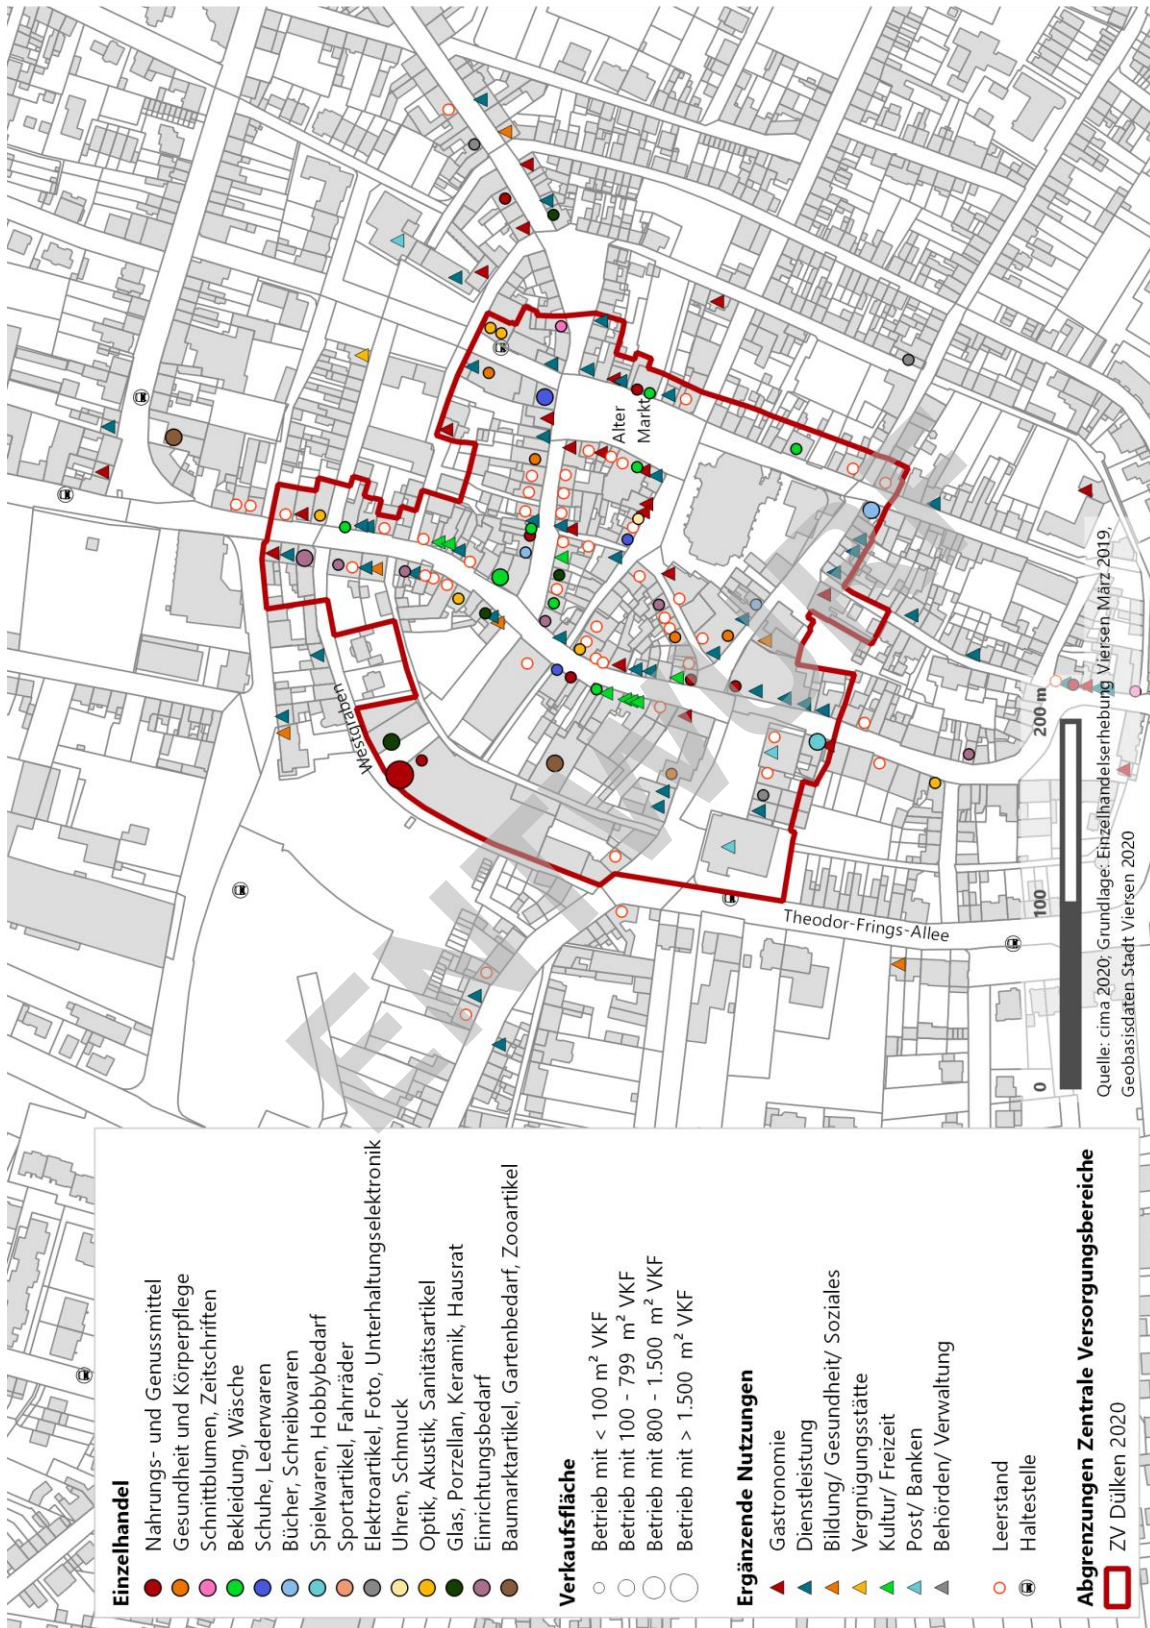 Einzelhandel
Nahrungs- und Genussmittel
Gesundheit und Körperpflege
Schnittblumen, Zeitschriften
Bekleidung, Wäsche
Schuhe, Lederwaren
Bücher, Schreibwaren
Spielwaren, Hobbybedarf
Sportartikel, Fahrräder
Elektroartikel, Foto, Unterhaltungselektronik
Uhren, Schmuck
Optik, Akustik, Sanitätsartikel
Glas, Porzellan, Keramik, Hausrat
Einrichtungsbedarf
Baumarktartikel, Gartenbedarf, Zooartikel
Verkaufsfläche
Betrieb mit < 100 m² VKF
Betrieb mit 100 - 799 m² VKF
Betrieb mit 800 - 1.500 m² VKF
Betrieb mit > 1.500 m² VKF
Ergänzende Nutzungen
Gastronomie
Dienstleistung
Bildung/ Gesundheit/ Soziales
Vergnügungsstätte
Kultur/ Freizeit
Post/ Banken
Behörden/ Verwaltung
Leerstand
Haltestelle
Abgrenzungen Zentrale Versorgungsbereiche
ZV Dülken 2020
Westgraben
Alter
Markt
Theodor-Frings-Allee
ENTWURF
0 100 200 m
Quelle: cima 2020; Grundlage: Einzelhandelserhebung Viersen März 2019,
Geobasisdaten Stadt Viersen 2020